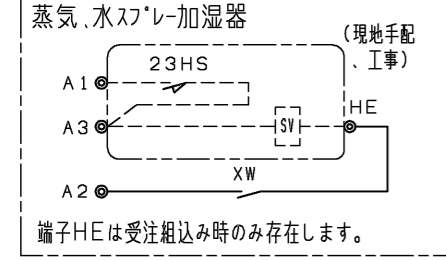 蒸気､水ｽﾌﾟﾚｰ加湿器
(現地手配
､工事)
23HS
A1
HE
A3
SV
XW
A2
端子HEは受注組込み時のみ存在します｡